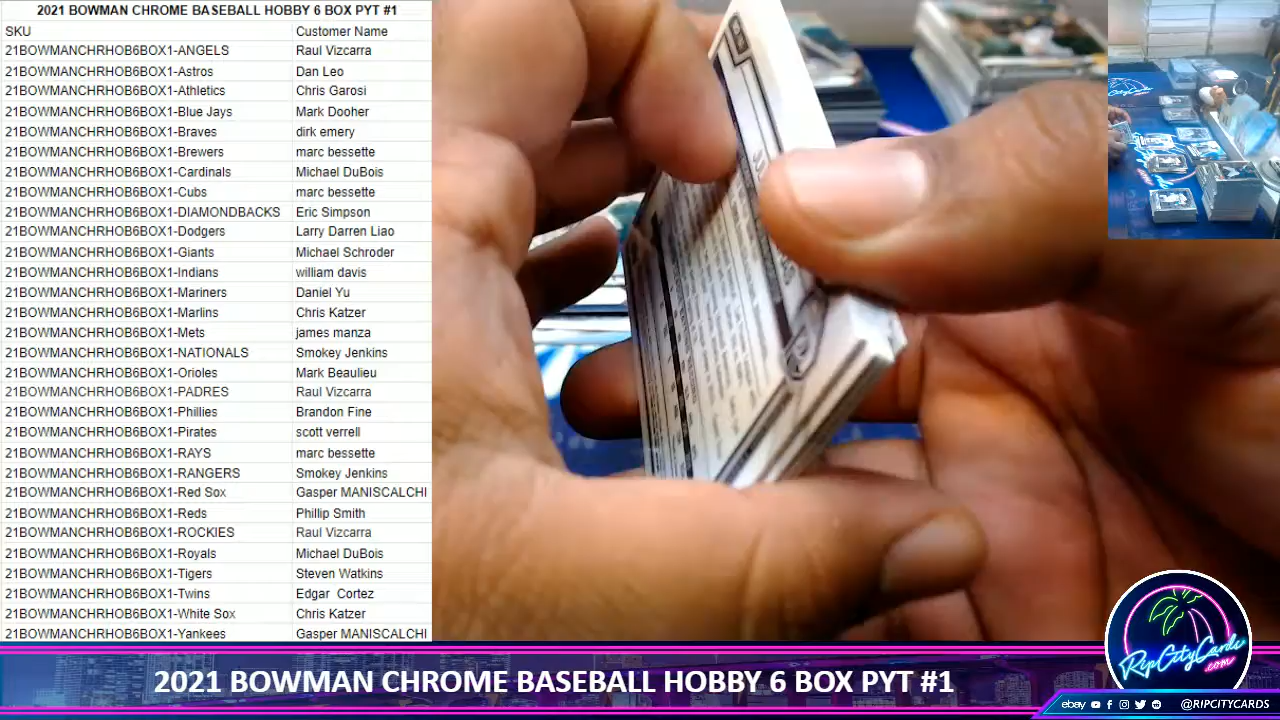 2021 BOWMAN CHROME BASEBALL HOBBY 6 BOX PYT #1
SKU Customer Name
21BOWMANCHRHOB6BOX1-ANGELS Raul Vizcarra
21BOWMANCHRHOB6BOX1-Astros Dan Leo
21BOWMANCHRHOB6BOX1-Athletics Chris Garosi
21BOWMANCHRHOB6BOX1-Blue Jays Mark Dooher
21BOWMANCHRHOB6BOX1-Braves dirk emery
21BOWMANCHRHOB6BOX1-Brewers marc bessette
21BOWMANCHRHOB6BOX1-Cardinals Michael DuBois
21BOWMANCHRHOB6BOX1-Cubs marc bessette
21BOWMANCHRHOB6BOX1-DIAMONDBACKS Eric Simpson
21BOWMANCHRHOB6BOX1-Dodgers Larry Darren Liao
21BOWMANCHRHOB6BOX1-Giants Michael Schroder
21BOWMANCHRHOB6BOX1-Indians william davis
21BOWMANCHRHOB6BOX1-Mariners Daniel Yu
21BOWMANCHRHOB6BOX1-Marlins Chris Katzer
21BOWMANCHRHOB6BOX1-Mets james manza
21BOWMANCHRHOB6BOX1-NATIONALS Smokey Jenkins
21BOWMANCHRHOB6BOX1-Orioles Mark Beaulieu
21BOWMANCHRHOB6BOX1-PADRES Raul Vizcarra
21BOWMANCHRHOB6BOX1-Phillies Brandon Fine
21BOWMANCHRHOB6BOX1-Pirates scott verrell
21BOWMANCHRHOB6BOX1-RAYS marc bessette
21BOWMANCHRHOB6BOX1-RANGERS Smokey Jenkins
21BOWMANCHRHOB6BOX1-Red Sox Gasper MANISCALCHI
21BOWMANCHRHOB6BOX1-Reds Phillip Smith
21BOWMANCHRHOB6BOX1-ROCKIES Raul Vizcarra
21BOWMANCHRHOB6BOX1-Royals Michael DuBois
21BOWMANCHRHOB6BOX1-Tigers Steven Watkins
21BOWMANCHRHOB6BOX1-Twins Edgar Cortez
21BOWMANCHRHOB6BOX1-White Sox Chris Katzer
21BOWMANCHRHOB6BOX1-Yankees Gasper MANISCALCHI
2021 BOWMAN CHROME BASEBALL HOBBY 6 BOX PYT #1
RipCityCards
.com
ebay @RIPCITYCARDS